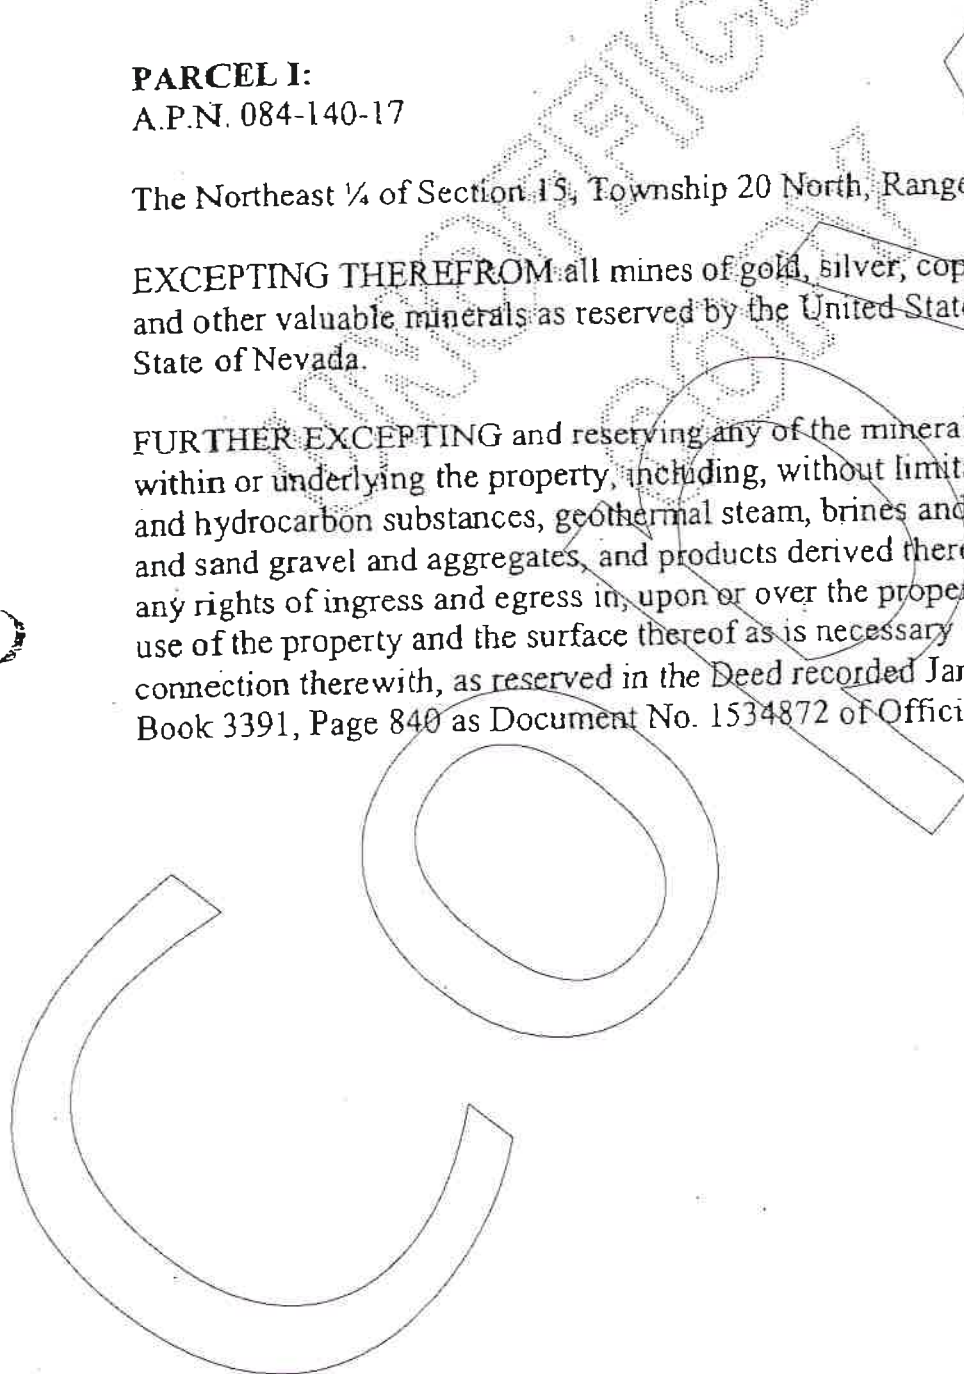 PARCEL I:
A.P.N. 084-140-17
The Northeast ¼ of Section 15, Township 20 North, Range
EXCEPTING THEREFROM all mines of gold, silver, cop
and other valuable minerals as reserved by the United State
State of Nevada.
FURTHER EXCEPTING and reserving any of the minera
within or underlying the property, including, without limit
and hydrocarbon substances, geothermal steam, brines and
and sand gravel and aggregates, and products derived there
any rights of ingress and egress in, upon or over the prope
use of the property and the surface thereof as is necessary
connection therewith, as reserved in the Deed recorded Jan
Book 3391, Page 840 as Document No. 1534872 of Offici
UNOFFIC
COPY
COP